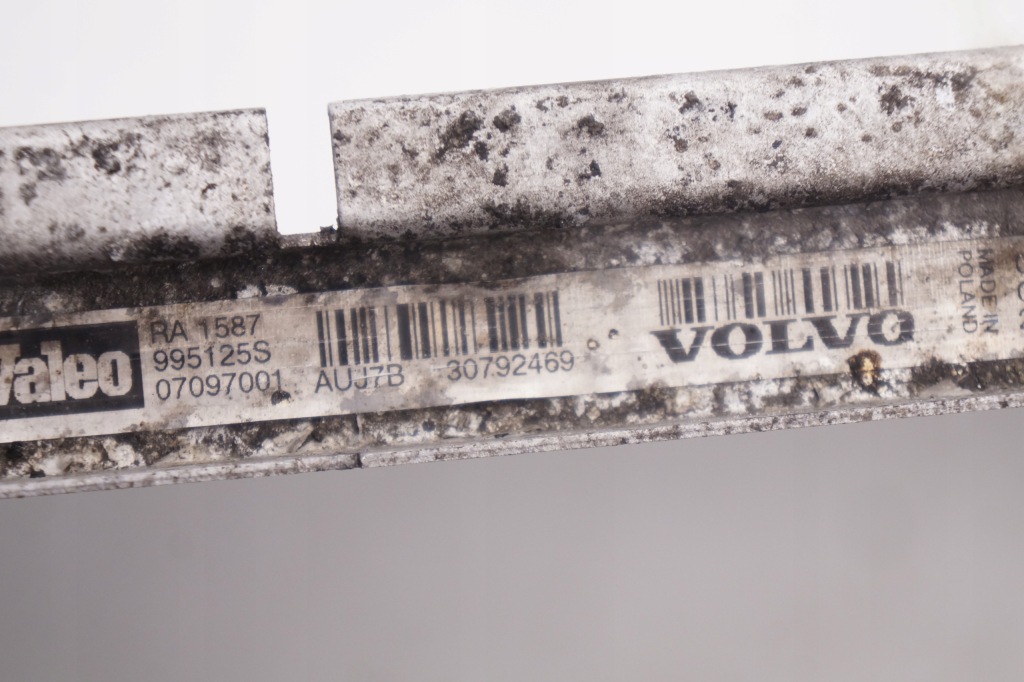 Valeo
RA 1587
995125S
07097001
AUJ7B 30792469
VOLVO
MADE IN
POLAND